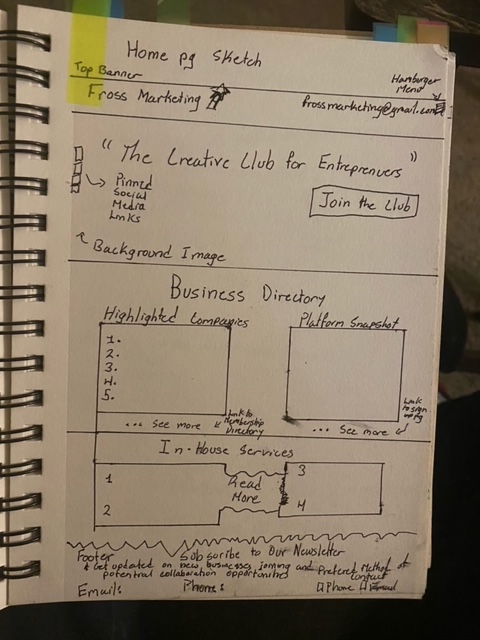 Home pg Sketch
Top Banner
Hamburger
Menu
Fross Marketing
frossmarketing@gmail.com
"The Creative Club for Entreprenuers"
Pinned
Social
Media
Links
Join the Club
Background Image
Business Directory
Highlighted Companies
Platform Snapshot
1.
2.
3.
4.
5.
... See more
Link to
Membership
Directory
... See more
Link
to sign
up pg
In-House Services
1
2
Read
More
3
4
Footer
Subscribe to Our Newsletter
& Get updated on new businesses joining and
potential collaboration opportunities
Prefered Method of
Contact
Email:
Phone:
Phone
Email